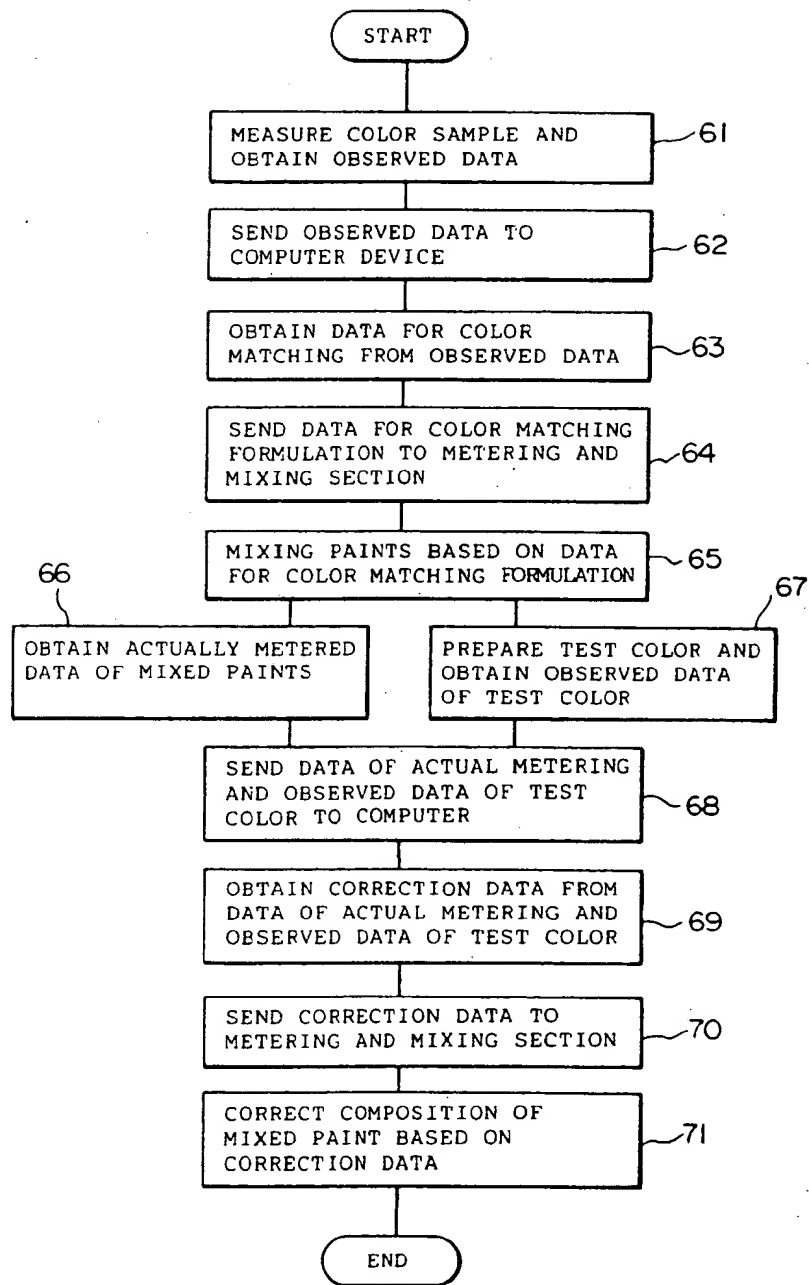 START
MEASURE COLOR SAMPLE AND
OBTAIN OBSERVED DATA
61
SEND OBSERVED DATA TO
COMPUTER DEVICE
62
OBTAIN DATA FOR COLOR
MATCHING FROM OBSERVED DATA
63
SEND DATA FOR COLOR MATCHING
FORMULATION TO METERING AND
MIXING SECTION
64
MIXING PAINTS BASED ON DATA
FOR COLOR MATCHING FORMULATION
65
66
OBTAIN ACTUALLY METERED
DATA OF MIXED PAINTS
67
PREPARE TEST COLOR AND
OBTAIN OBSERVED DATA
OF TEST COLOR
SEND DATA OF ACTUAL METERING
AND OBSERVED DATA OF TEST
COLOR TO COMPUTER
68
OBTAIN CORRECTION DATA FROM
DATA OF ACTUAL METERING AND
OBSERVED DATA OF TEST COLOR
69
SEND CORRECTION DATA TO
METERING AND MIXING SECTION
70
CORRECT COMPOSITION OF
MIXED PAINT BASED ON
CORRECTION DATA
71
END